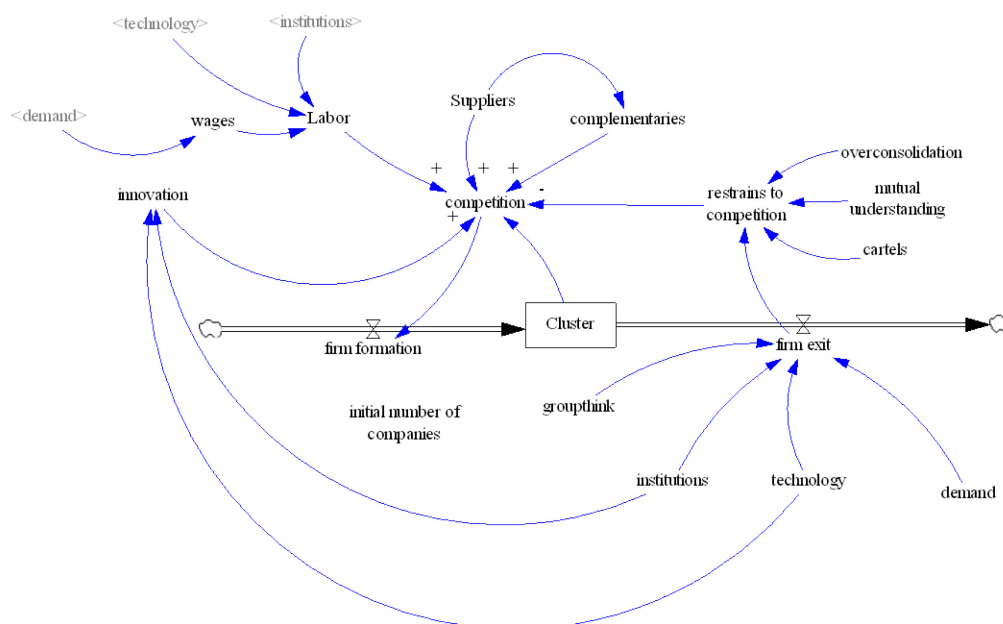 <technology>
<institutions>
<demand>
wages
Labor
Suppliers
complementaries
overconsolidation
innovation
+ + +
competition
+
-
restrains to
competition
mutual
understanding
cartels
Cluster
firm formation
firm exit
groupthink
initial number of
companies
institutions
technology
demand